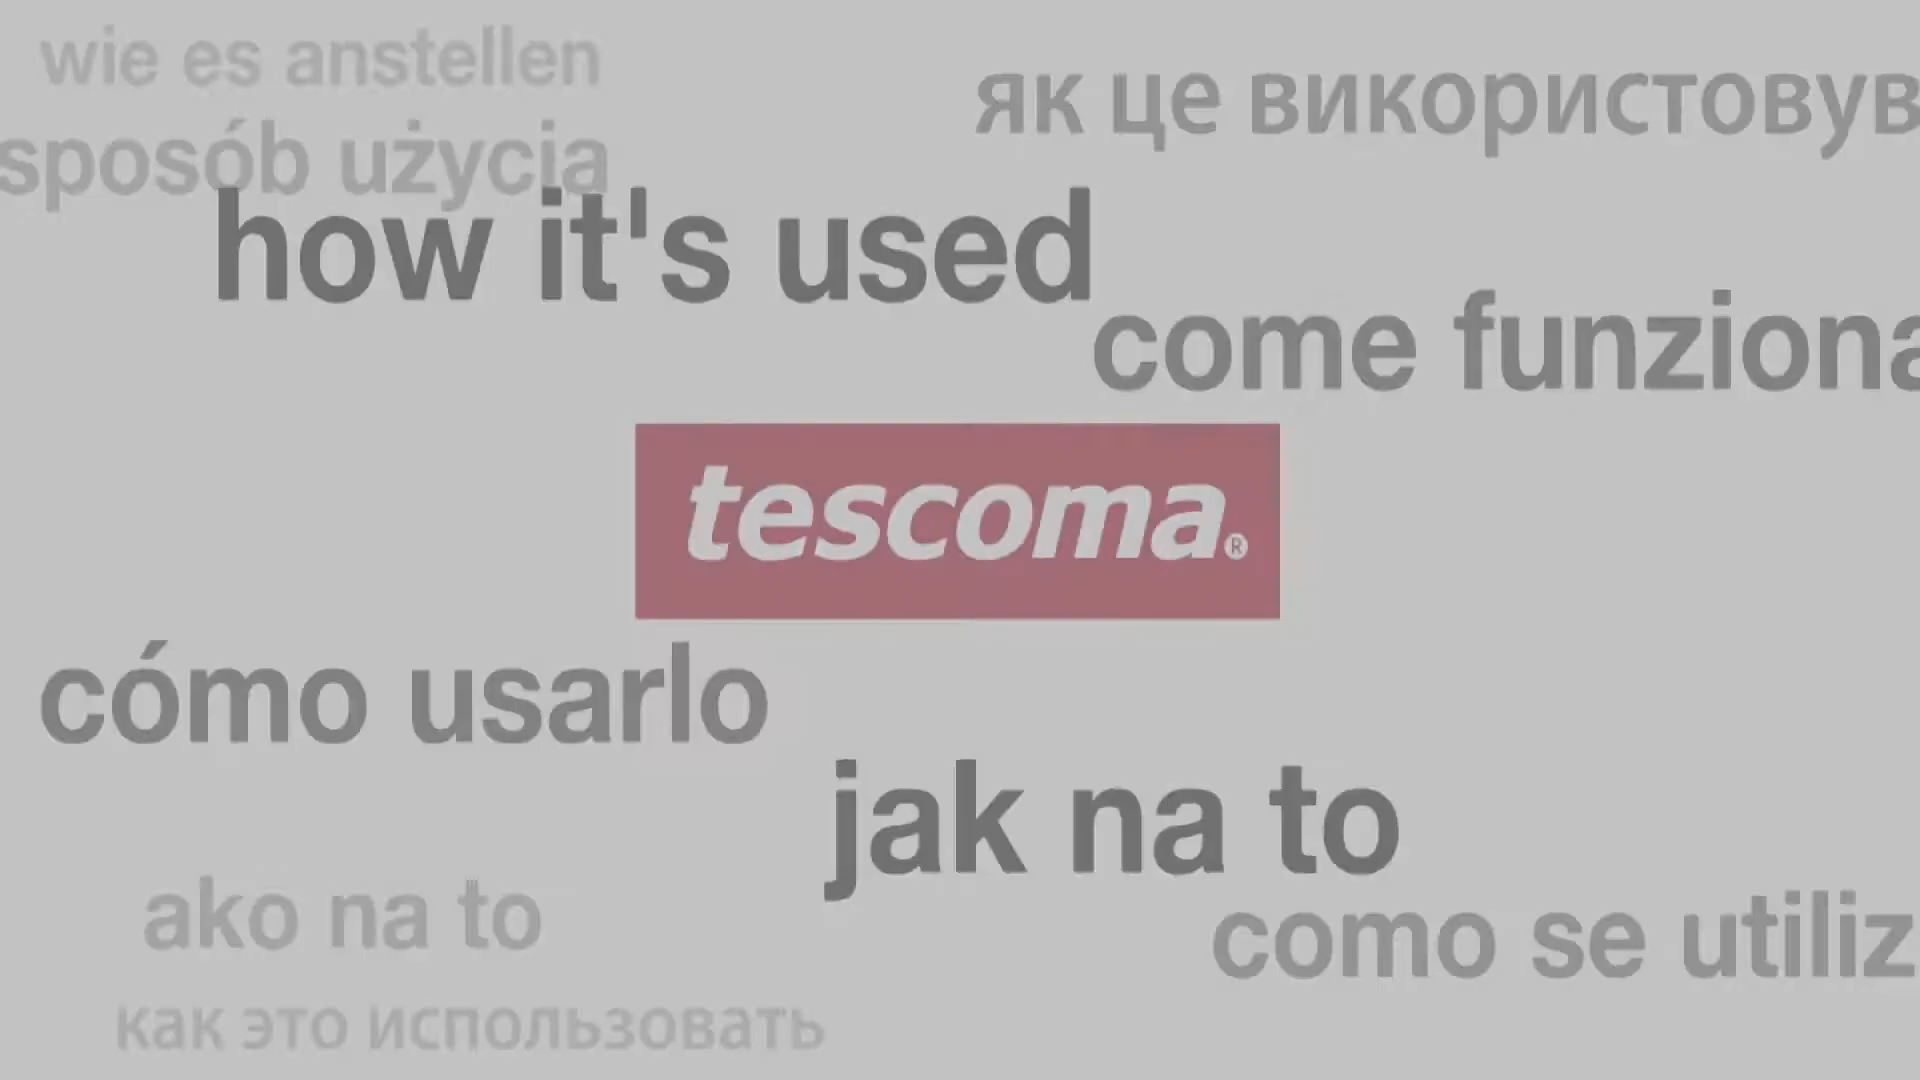 wie es anstellen
як це використовув
sposób użycia
how it's used
come funziona
tescoma.®
cómo usarlo
jak na to
ako na to
como se utiliz
как это использовать